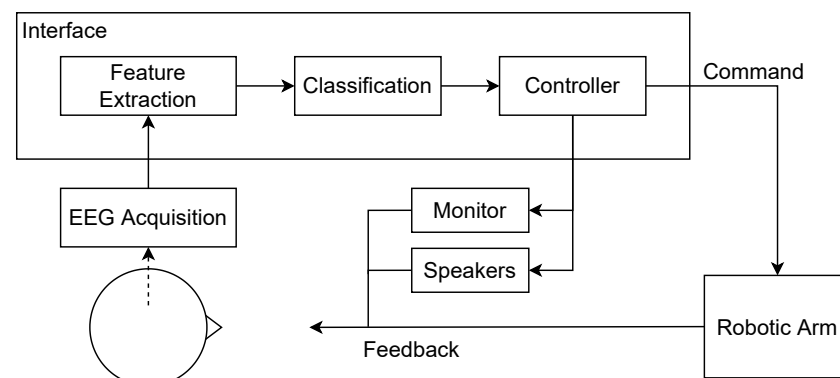 Interface
Feature
Extraction
Classification
Controller
Command
EEG Acquisition
Monitor
Speakers
Robotic Arm
Feedback